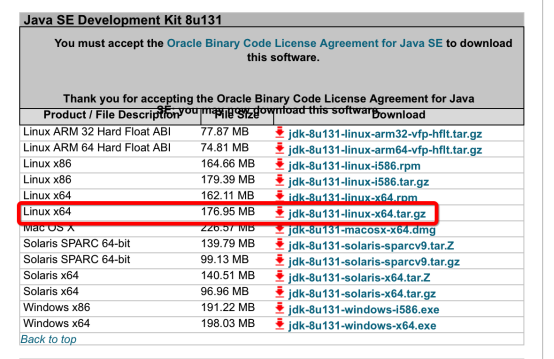 Java SE Development Kit 8u131
You must accept the Oracle Binary Code License Agreement for Java SE to download
this software.
Thank you for accepting the Oracle Binary Code License Agreement for Java
SE; you may now download this software.
Product / File Description File Size Download
Linux ARM 32 Hard Float ABI 77.87 MB jdk-8u131-linux-arm32-vfp-hflt.tar.gz
Linux ARM 64 Hard Float ABI 74.81 MB jdk-8u131-linux-arm64-vfp-hflt.tar.gz
Linux x86 164.66 MB jdk-8u131-linux-i586.rpm
Linux x86 179.39 MB jdk-8u131-linux-i586.tar.gz
Linux x64 162.11 MB jdk-8u131-linux-x64.rpm
Linux x64 176.95 MB jdk-8u131-linux-x64.tar.gz
Mac OS X 226.57 MB jdk-8u131-macosx-x64.dmg
Solaris SPARC 64-bit 139.79 MB jdk-8u131-solaris-sparcv9.tar.Z
Solaris SPARC 64-bit 99.13 MB jdk-8u131-solaris-sparcv9.tar.gz
Solaris x64 140.51 MB jdk-8u131-solaris-x64.tar.Z
Solaris x64 96.96 MB jdk-8u131-solaris-x64.tar.gz
Windows x86 191.22 MB jdk-8u131-windows-i586.exe
Windows x64 198.03 MB jdk-8u131-windows-x64.exe
Back to top